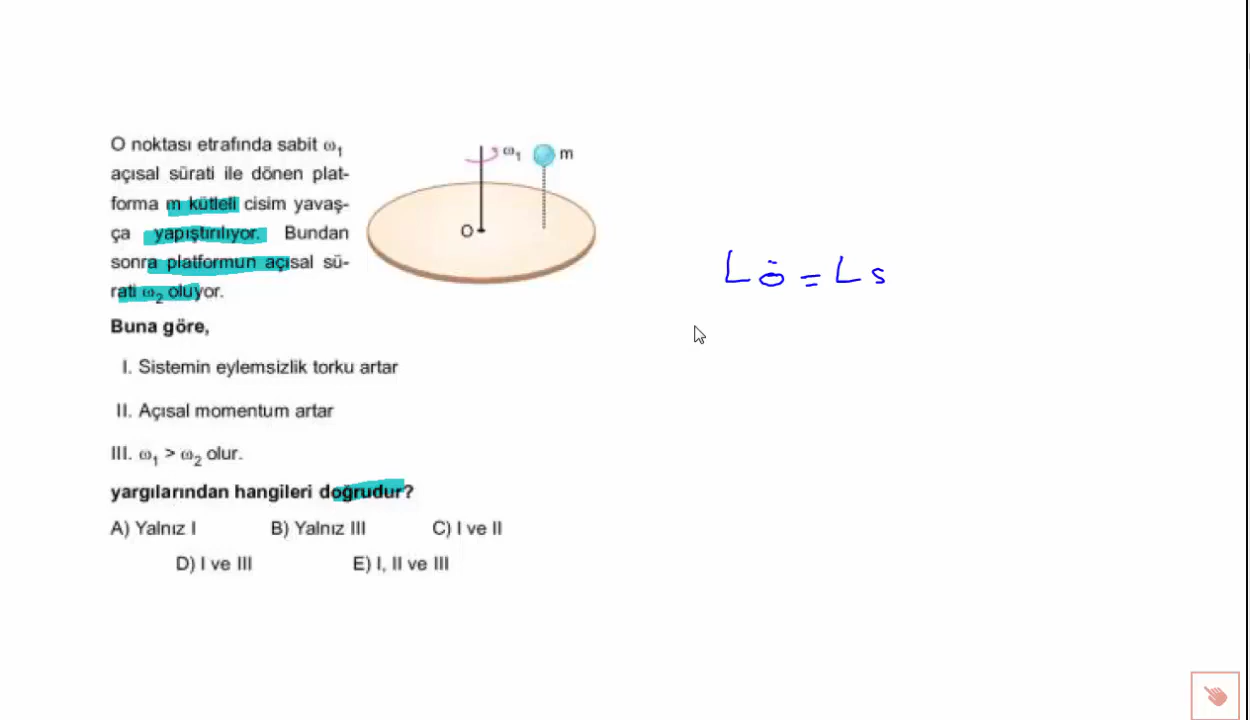 O noktası etrafında sabit ω₁
açısal sürati ile dönen plat-
forma m kütleli cisim yavaş-
ça yapıştırılıyor. Bundan
sonra platformun açısal sü-
rati ω₂ oluyor.
ω₁ m
O
Buna göre,
I. Sistemin eylemsizlik torku artar
II. Açısal momentum artar
III. ω₁ > ω₂ olur.
yargılarından hangileri doğrudur?
A) Yalnız I B) Yalnız III C) I ve II
D) I ve III E) I, II ve III
Lö = Ls